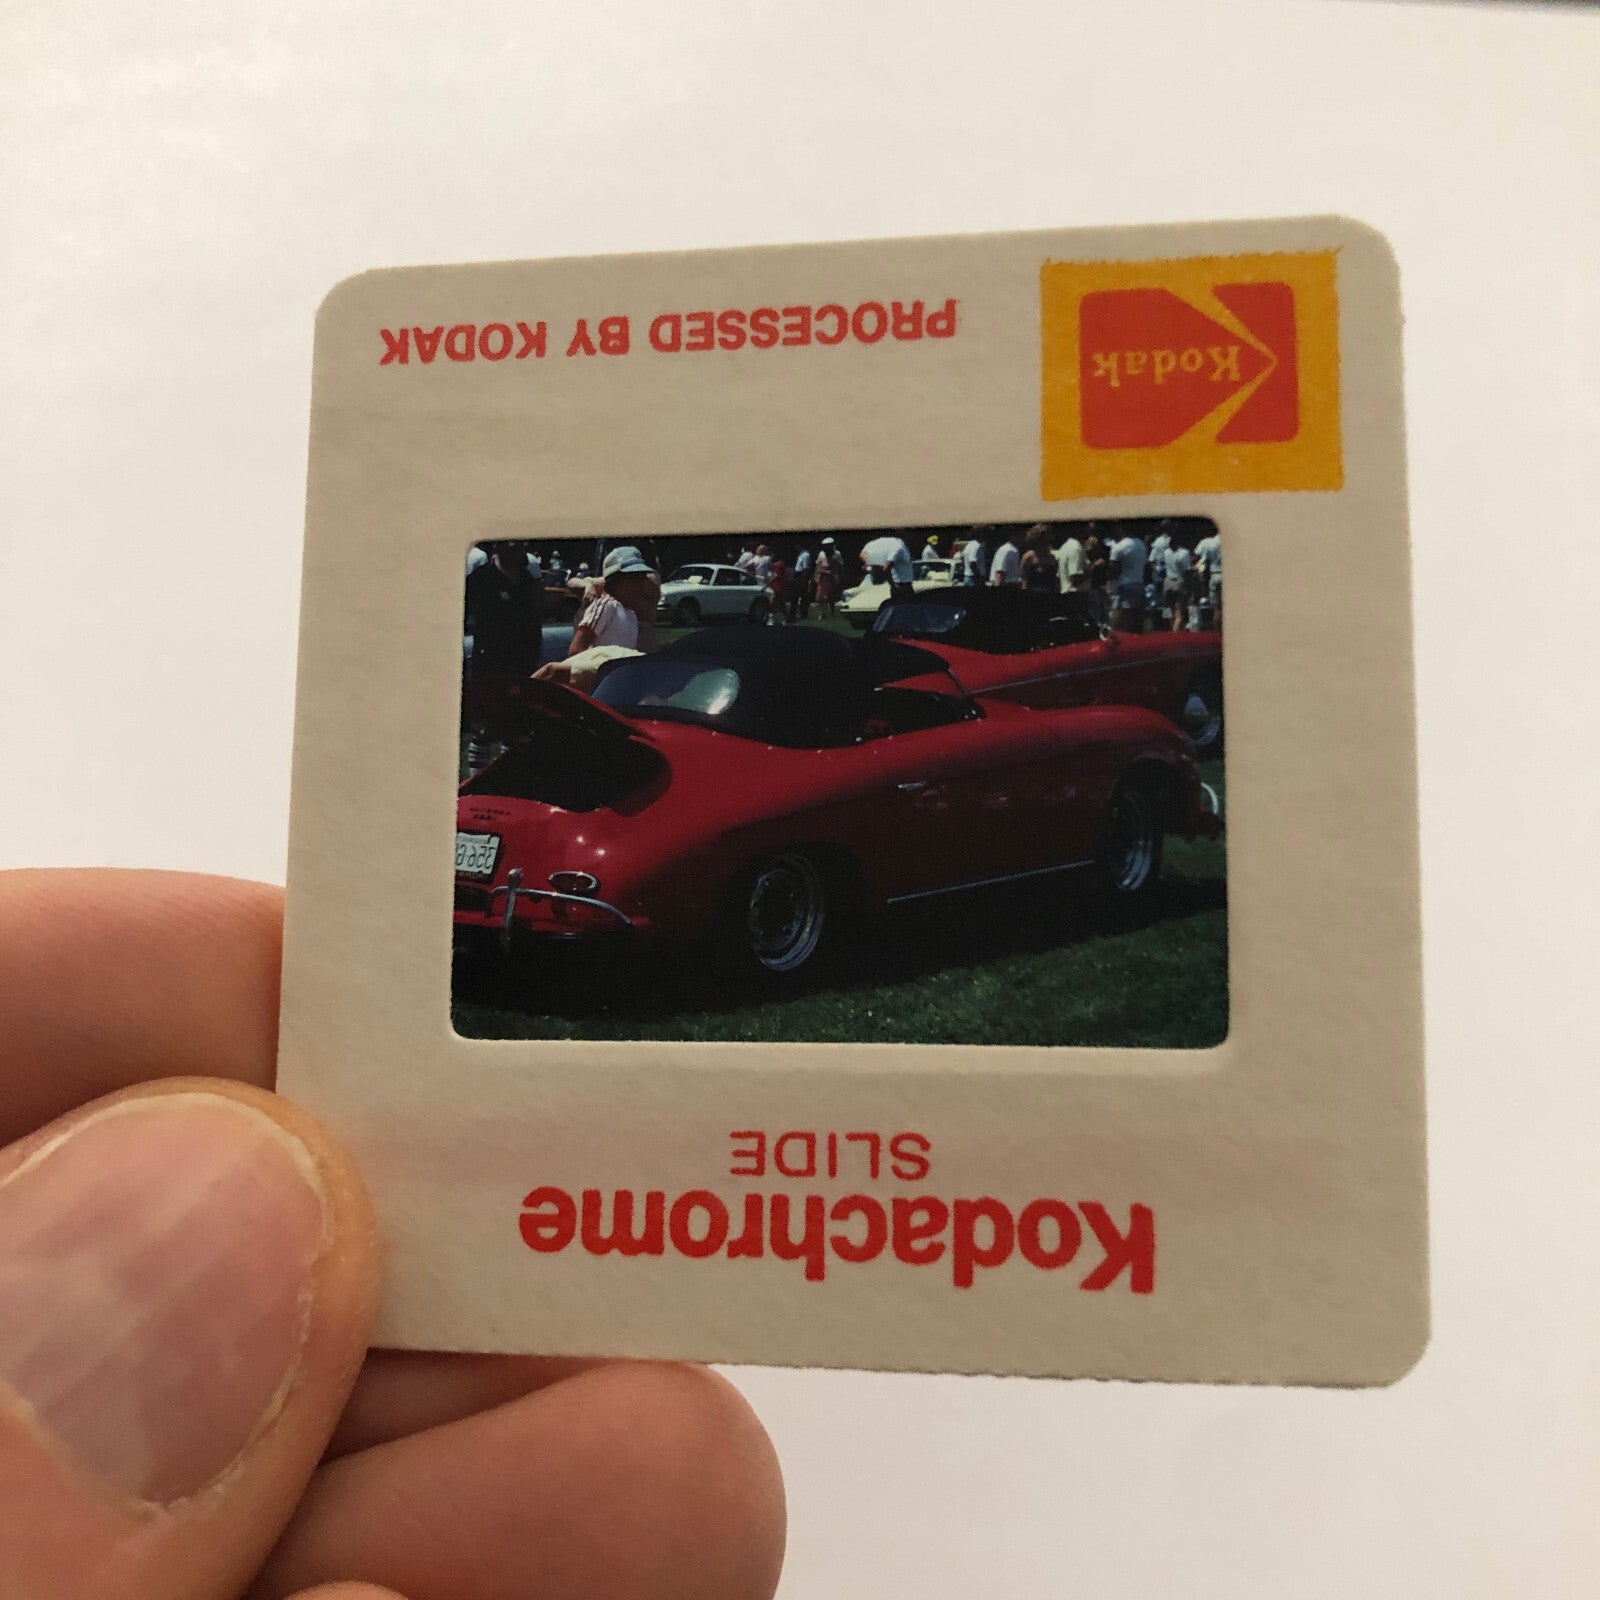 Kodachrome
SLIDE
Kodak
PROCESSED BY KODAK